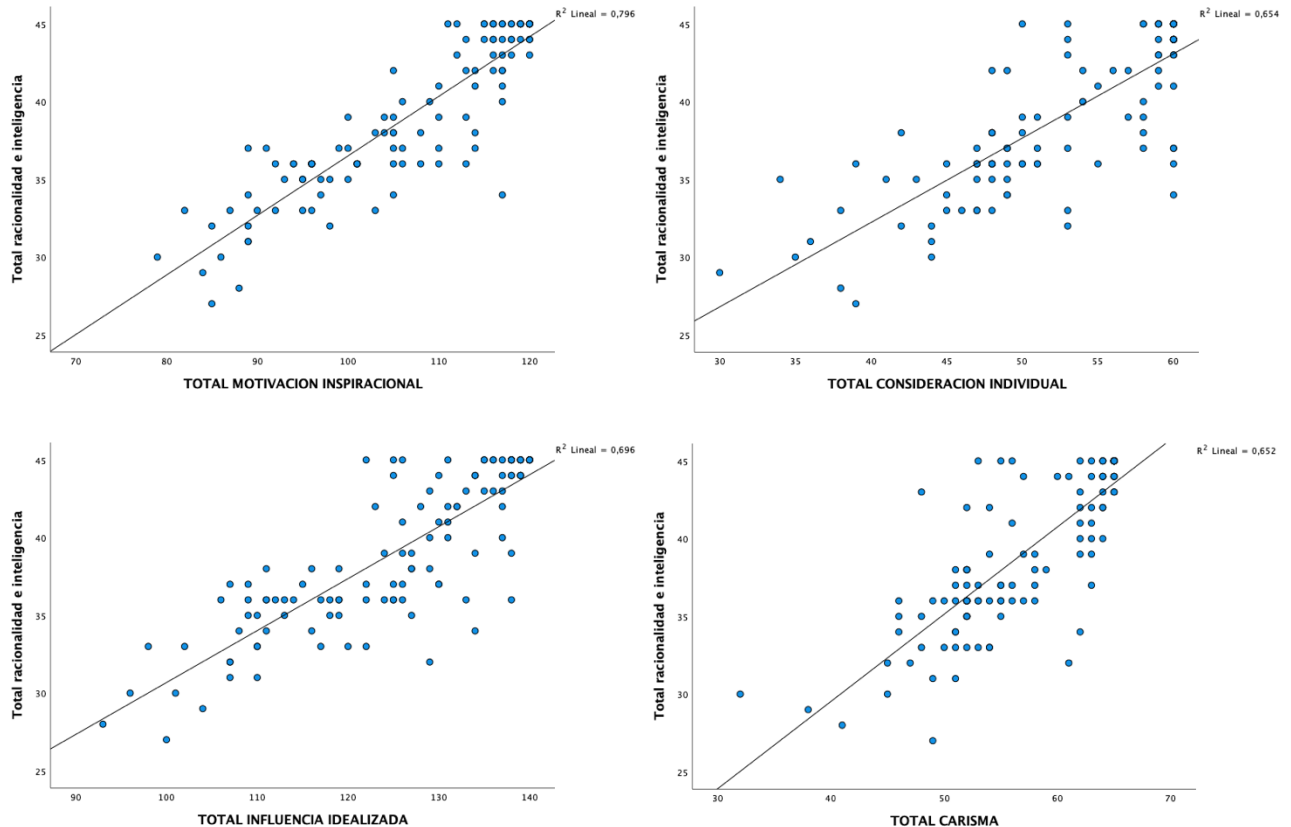 R² Lineal = 0,796
Total racionalidad e inteligencia
45
40
35
30
25
70 80 90 100 110 120
TOTAL MOTIVACION INSPIRACIONAL
R² Lineal = 0,654
Total racionalidad e inteligencia
45
40
35
30
25
30 35 40 45 50 55 60
TOTAL CONSIDERACION INDIVIDUAL
R² Lineal = 0,696
Total racionalidad e inteligencia
45
40
35
30
25
90 100 110 120 130 140
TOTAL INFLUENCIA IDEALIZADA
R² Lineal = 0,652
Total racionalidad e inteligencia
45
40
35
30
25
30 40 50 60 70
TOTAL CARISMA